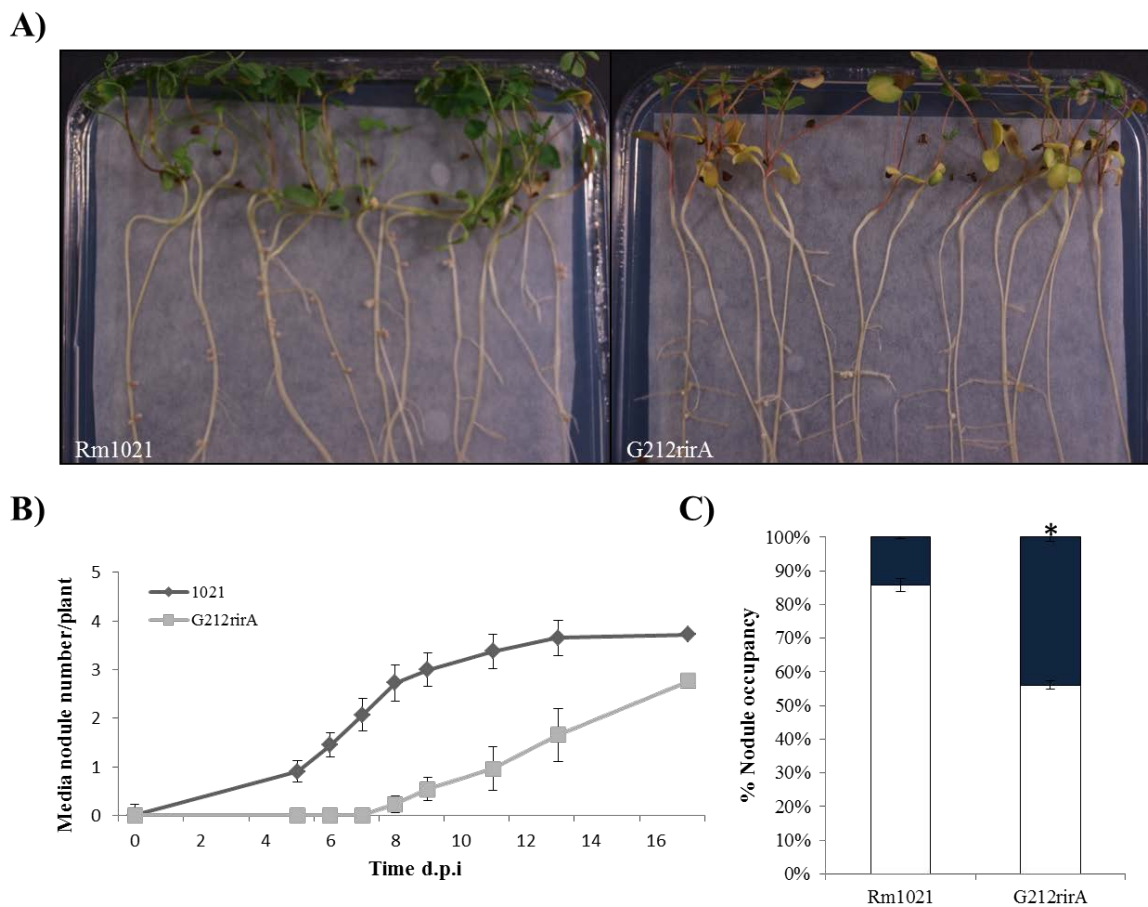 A)
Rm1021
G212rirA
B)
Media nodule number/plant
5
4
3
2
1
0
1021
G212rirA
0 2 4 6 8 10 12 14 16
Time d.p.i
C)
% Nodule occupancy
100%
90%
80%
70%
60%
50%
40%
30%
20%
10%
0%
*
Rm1021
G212rirA